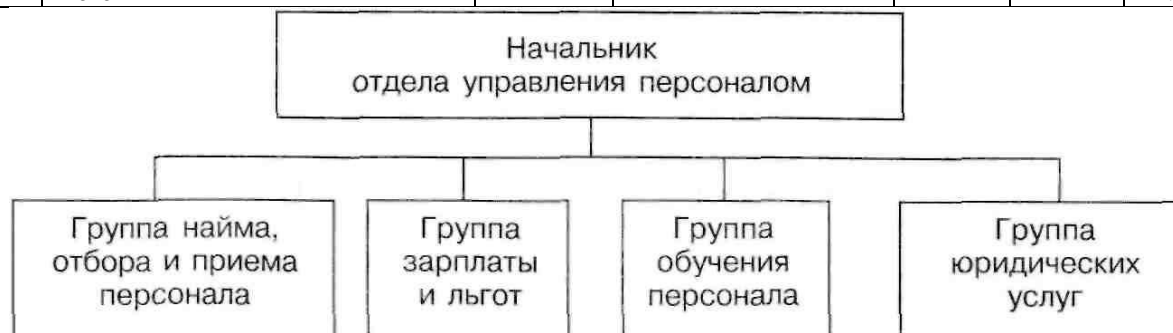 Начальник
отдела управления персоналом
Группа найма,
отбора и приема
персонала
Группа
зарплаты
и льгот
Группа
обучения
персонала
Группа
юридических
услуг